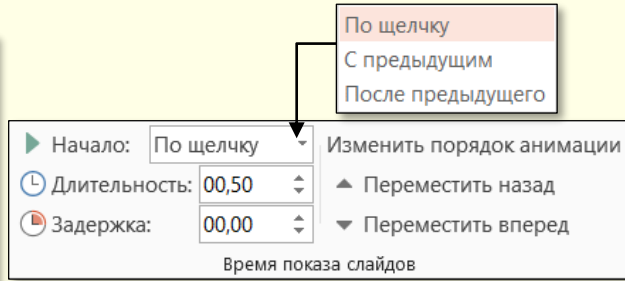 По щелчку
С предыдущим
После предыдущего
Начало: По щелчку
Изменить порядок анимации
Длительность: 00,50
Переместить назад
Задержка: 00,00
Переместить вперед
Время показа слайдов